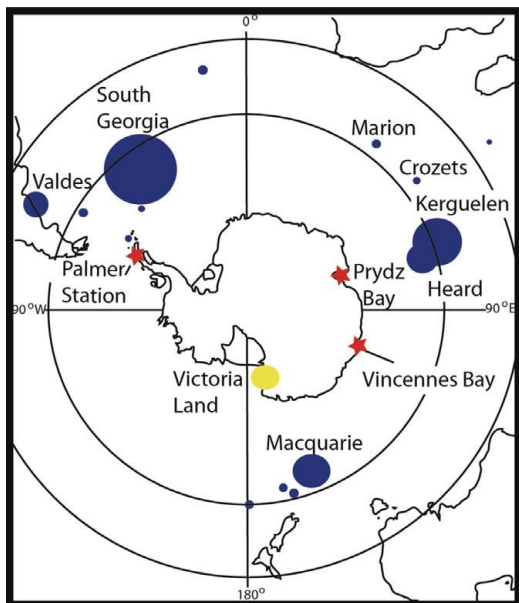 0°
South
Georgia
Marion
Valdes
Crozets
Kerguelen
Palmer
Station
Prydz
Bay
Heard
90°W
90°E
Victoria
Land
Vincennes Bay
Macquarie
180°